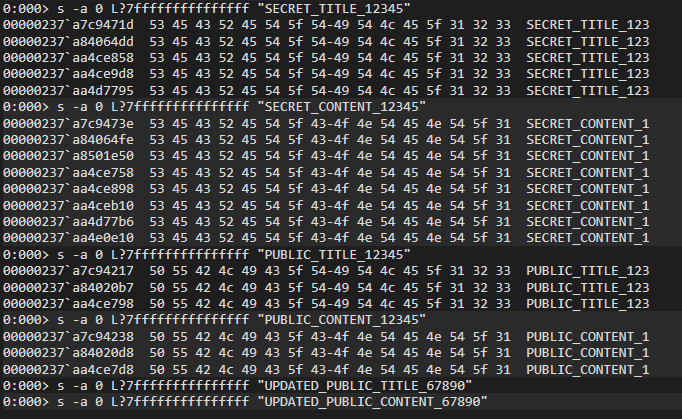 0:000> s -a 0 L?7fffffffffffffff "SECRET_TITLE_12345"
00000237`a7c9471d  53 45 43 52 45 54 5f 54-49 54 4c 45 5f 31 32 33  SECRET_TITLE_123
00000237`a84064dd  53 45 43 52 45 54 5f 54-49 54 4c 45 5f 31 32 33  SECRET_TITLE_123
00000237`aa4ce858  53 45 43 52 45 54 5f 54-49 54 4c 45 5f 31 32 33  SECRET_TITLE_123
00000237`aa4ce9d8  53 45 43 52 45 54 5f 54-49 54 4c 45 5f 31 32 33  SECRET_TITLE_123
00000237`aa4d7795  53 45 43 52 45 54 5f 54-49 54 4c 45 5f 31 32 33  SECRET_TITLE_123
0:000> s -a 0 L?7fffffffffffffff "SECRET_CONTENT_12345"
00000237`a7c9473e  53 45 43 52 45 54 5f 43-4f 4e 54 45 4e 54 5f 31  SECRET_CONTENT_1
00000237`a84064fe  53 45 43 52 45 54 5f 43-4f 4e 54 45 4e 54 5f 31  SECRET_CONTENT_1
00000237`a8501e50  53 45 43 52 45 54 5f 43-4f 4e 54 45 4e 54 5f 31  SECRET_CONTENT_1
00000237`aa4ce758  53 45 43 52 45 54 5f 43-4f 4e 54 45 4e 54 5f 31  SECRET_CONTENT_1
00000237`aa4ce898  53 45 43 52 45 54 5f 43-4f 4e 54 45 4e 54 5f 31  SECRET_CONTENT_1
00000237`aa4ceb10  53 45 43 52 45 54 5f 43-4f 4e 54 45 4e 54 5f 31  SECRET_CONTENT_1
00000237`aa4d77b6  53 45 43 52 45 54 5f 43-4f 4e 54 45 4e 54 5f 31  SECRET_CONTENT_1
00000237`aa4e0e10  53 45 43 52 45 54 5f 43-4f 4e 54 45 4e 54 5f 31  SECRET_CONTENT_1
0:000> s -a 0 L?7fffffffffffffff "PUBLIC_TITLE_12345"
00000237`a7c94217  50 55 42 4c 49 43 5f 54-49 54 4c 45 5f 31 32 33  PUBLIC_TITLE_123
00000237`a84020b7  50 55 42 4c 49 43 5f 54-49 54 4c 45 5f 31 32 33  PUBLIC_TITLE_123
00000237`aa4ce798  50 55 42 4c 49 43 5f 54-49 54 4c 45 5f 31 32 33  PUBLIC_TITLE_123
0:000> s -a 0 L?7fffffffffffffff "PUBLIC_CONTENT_12345"
00000237`a7c94238  50 55 42 4c 49 43 5f 43-4f 4e 54 45 4e 54 5f 31  PUBLIC_CONTENT_1
00000237`a84020d8  50 55 42 4c 49 43 5f 43-4f 4e 54 45 4e 54 5f 31  PUBLIC_CONTENT_1
00000237`aa4ce7d8  50 55 42 4c 49 43 5f 43-4f 4e 54 45 4e 54 5f 31  PUBLIC_CONTENT_1
0:000> s -a 0 L?7fffffffffffffff "UPDATED_PUBLIC_TITLE_67890"
0:000> s -a 0 L?7fffffffffffffff "UPDATED_PUBLIC_CONTENT_67890"